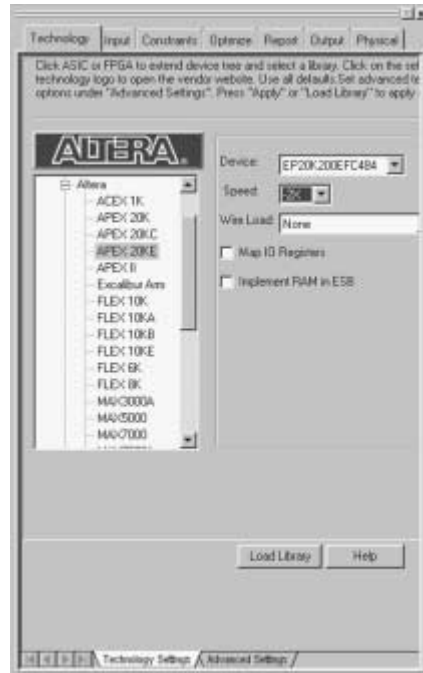 Technology Input Constraints Optimize Report Output Physical
Click ASIC or FPGA to extend device tree and select a library. Click on the sel
technology logo to open the vendor website. Use all defaults: Set advanced te
options under "Advanced Settings". Press "Apply" or "Load Library" to apply
ALTERA.
Altera
ACEX 1K
APEX 20K
APEX 20KC
APEX 20KE
APEX II
Excalibur Arm
FLEX 10K
FLEX 10KA
FLEX 10KB
FLEX 10KE
FLEX 6K
FLEX 8K
MAX3000A
MAX5000
MAX7000
Device: EP20K200EFC484
Speed: -2X
Wire Load: None
Map IO Registers
Implement RAM in ESB
Load Library Help
Technology Settings Advanced Settings